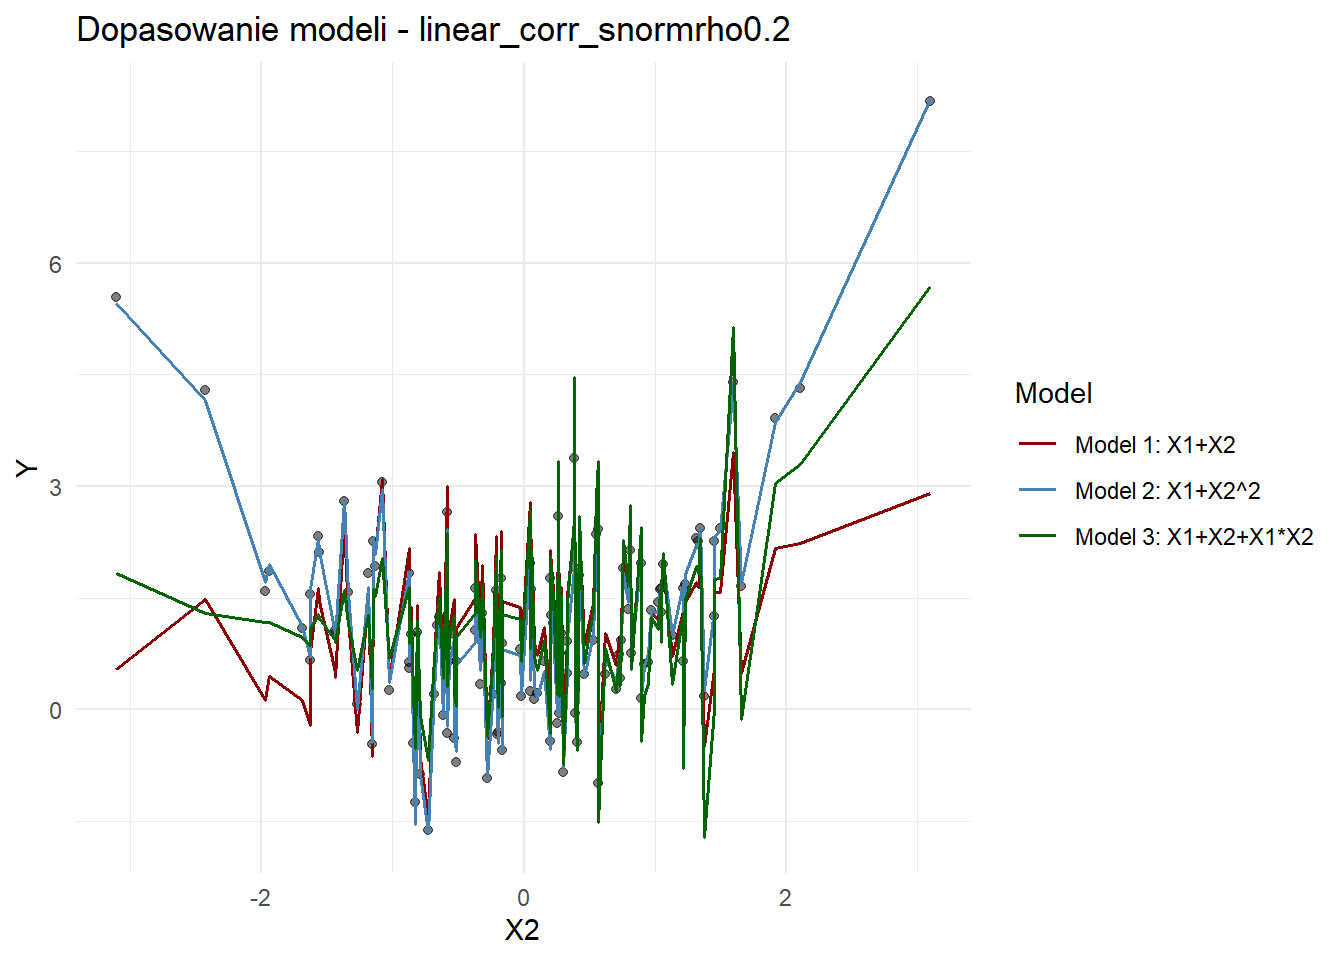 Dopasowanie modeli - linear_corr_snormrho0.2
6
3
0
Y
-2
0
2
X2
Model
Model 1: X1+X2
Model 2: X1+X2^2
Model 3: X1+X2+X1*X2